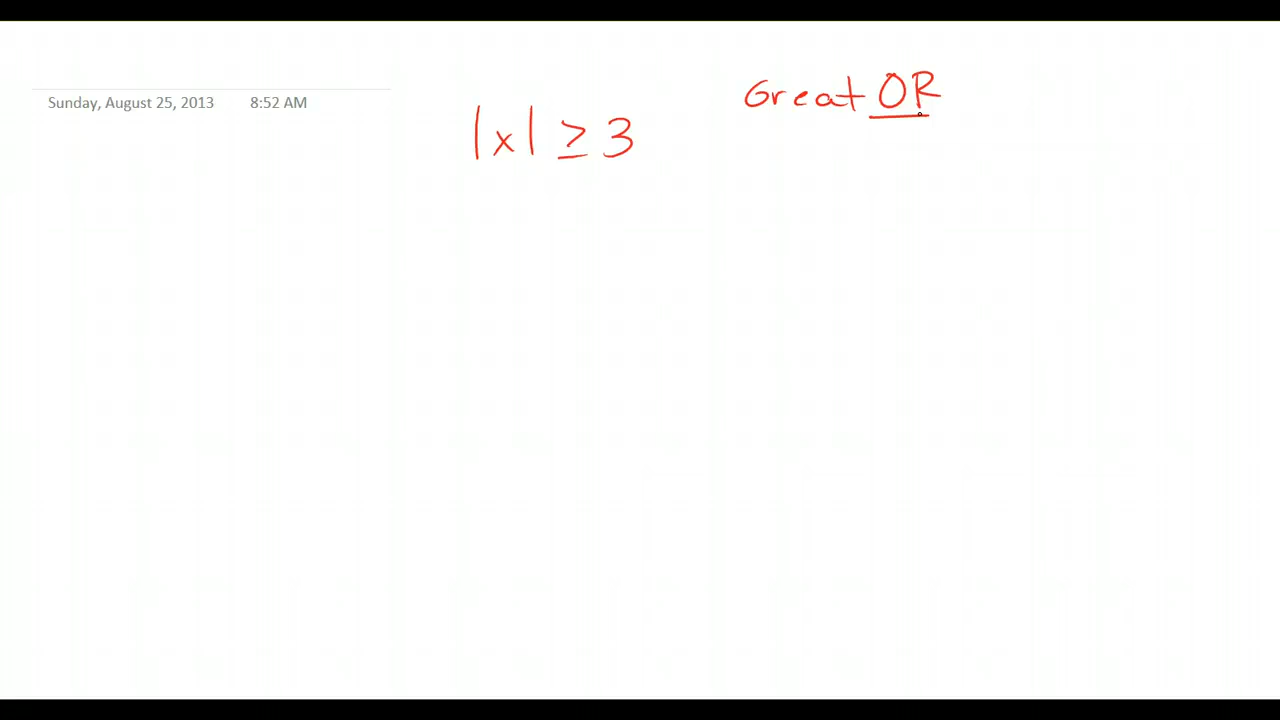 Great OR
Sunday, August 25, 2013 8:52 AM
|x| ≥ 3